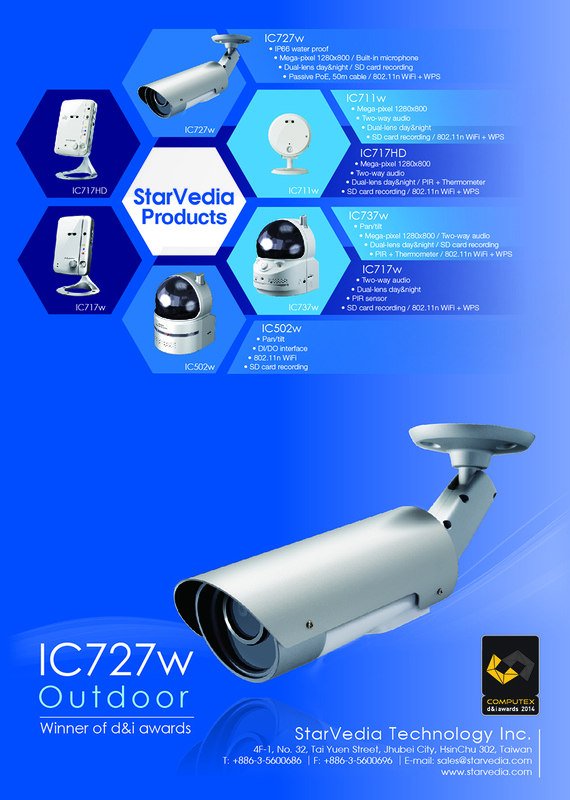 IC727w
• IP66 water proof
• Mega-pixel 1280x800 / Built-in microphone
• Dual-lens day&night / SD card recording
• Passive PoE, 50m cable / 802.11n WiFi + WPS
IC727w
IC711w
• Mega-pixel 1280x800
• Two-way audio
• Dual-lens day&night
• SD card recording / 802.11n WiFi + WPS
IC717HD
IC711w
IC717HD
• Mega-pixel 1280x800
• Two-way audio
• Dual-lens day&night / PIR + Thermometer
• SD card recording / 802.11n WiFi + WPS
StarVedia
Products
IC737w
• Pan/tilt
• Mega-pixel 1280x800 / Two-way audio
• Dual-lens day&night / SD card recording
• PIR + Thermometer / 802.11n WiFi + WPS
IC717w
• Two-way audio
• Dual-lens day&night
• PIR sensor
• SD card recording / 802.11n WiFi + WPS
IC717w
IC737w
IC502w
• Pan/tilt
• DI/DO interface
• 802.11n WiFi
• SD card recording
IC502w
IC727w
Outdoor
Winner of d&i awards
COMPUTEX
d&i awards 2014
StarVedia Technology Inc.
4F-1, No. 32, Tai Yuen Street, Jhubei City, HsinChu 302, Taiwan
T: +886-3-5600686 | F: +886-3-5600696 | E-mail: sales@starvedia.com
www.starvedia.com